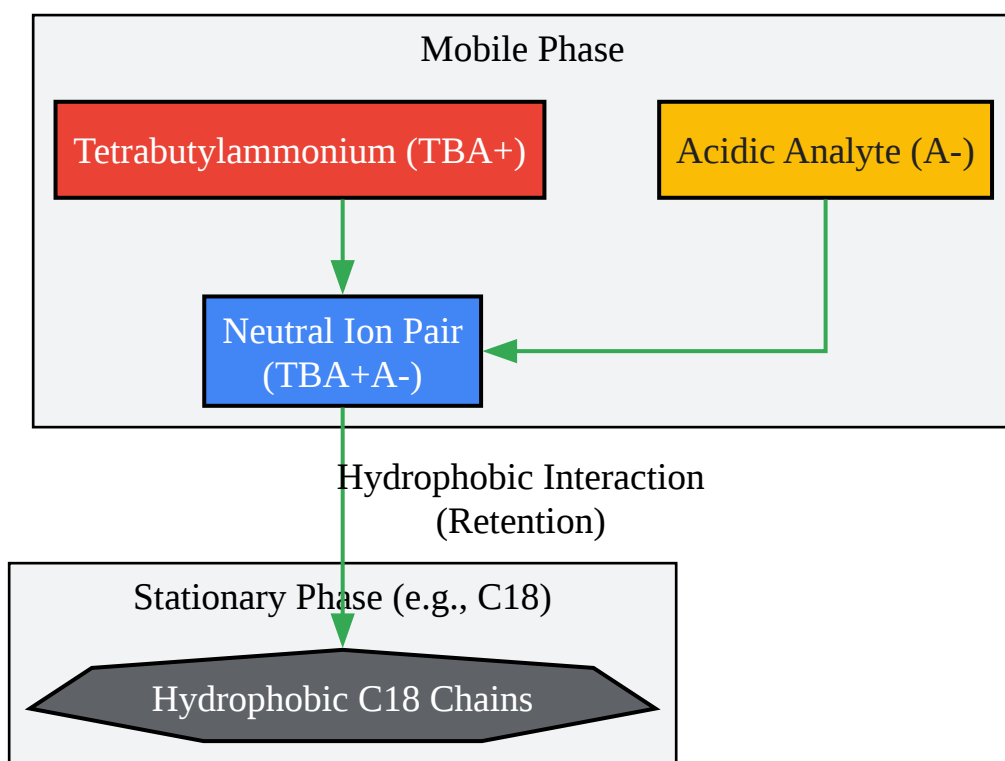 Mobile Phase
Tetrabutylammonium (TBA+)
Acidic Analyte (A-)
Neutral Ion Pair
(TBA+A-)
Hydrophobic Interaction
(Retention)
Stationary Phase (e.g., C18)
Hydrophobic C18 Chains